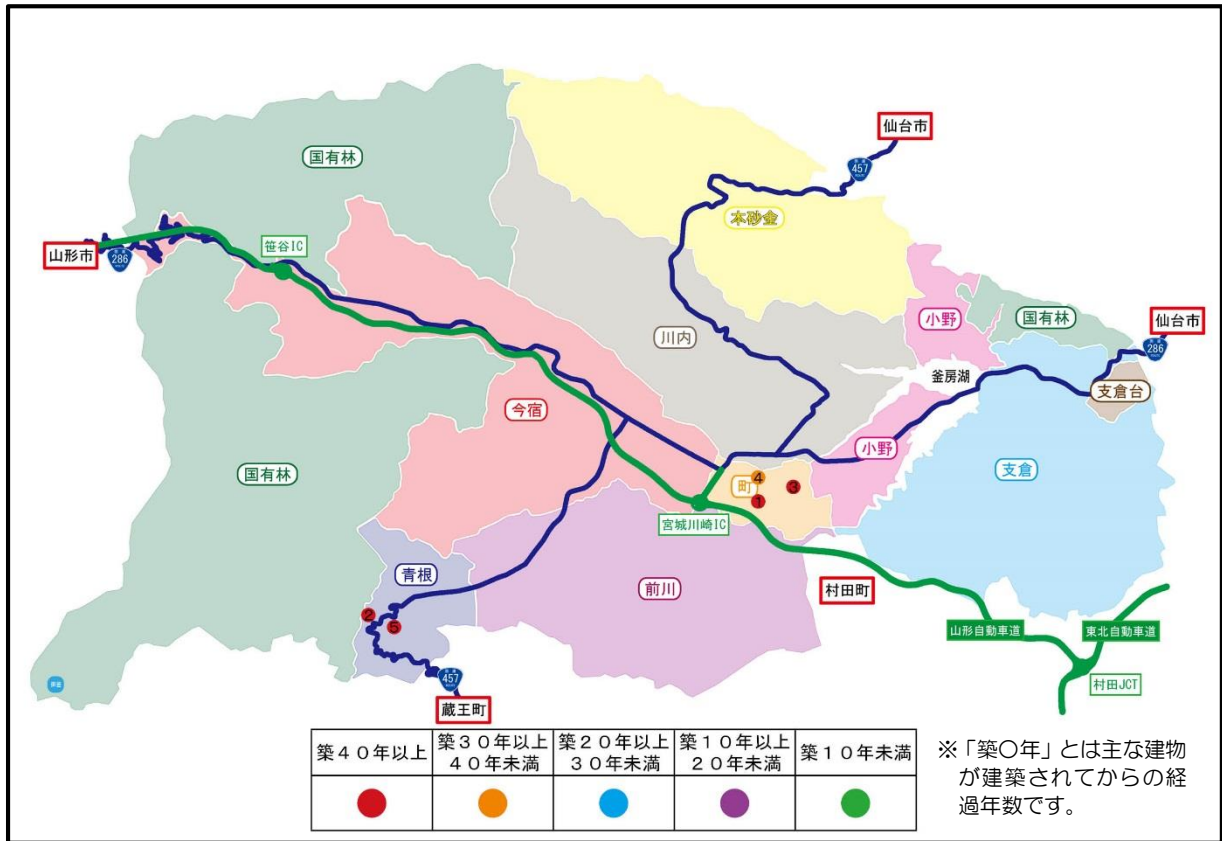 仙台市
457
国有林
本砂金
笹谷IC
山形市
286
小野
国有林
仙台市
286
川内
釜房湖
支倉台
今宿
小野
支倉
国有林
町
④
③
①
宮城川崎IC
青根
前川
村田町
②
⑤
山形自動車道
東北自動車道
村田JCT
457
蔵王町
築40年以上
築30年以上
40年未満
築20年以上
30年未満
築10年以上
20年未満
築10年未満
※「築〇年」とは主な建物
が建築されてからの経
過年数です。